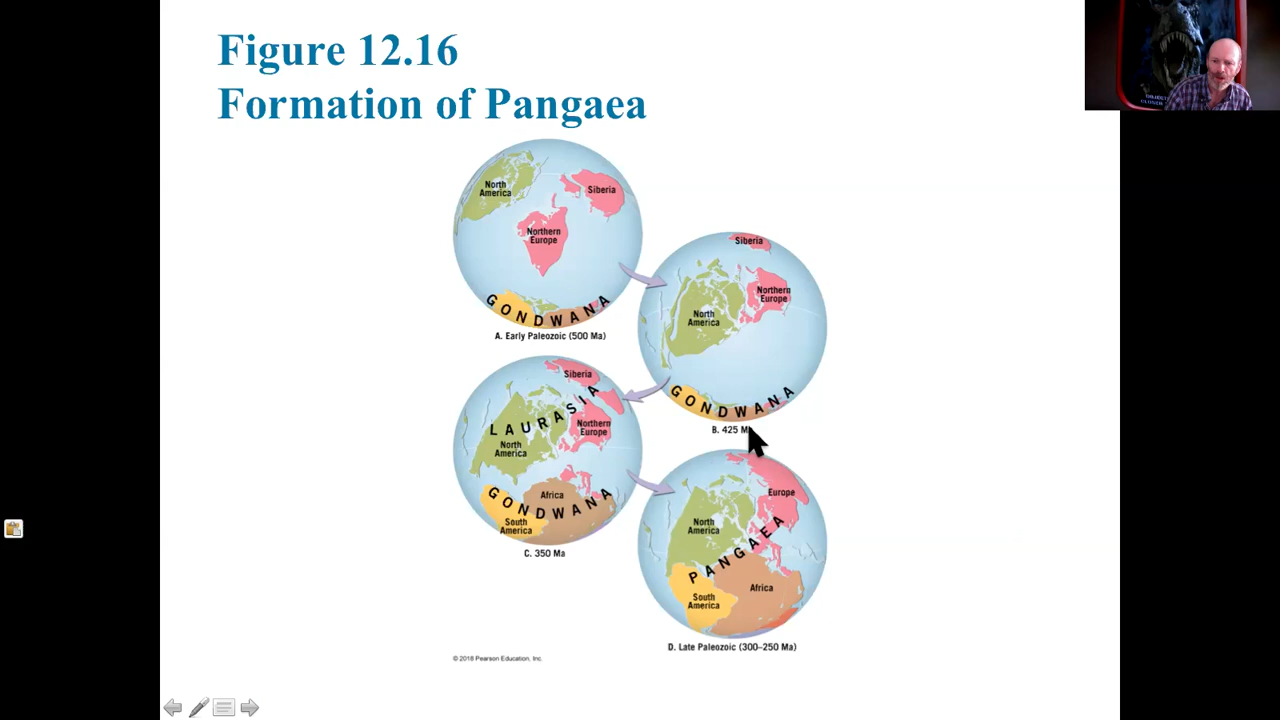 Figure 12.16
Formation of Pangaea
North
America
Siberia
Northern
Europe
GONDWANA
A. Early Paleozoic (500 Ma)
Siberia
Northern
Europe
North
America
GONDWANA
B. 425 M
Siberia
LAURASIA
Northern
Europe
North
America
Africa
GONDWANA
South
America
C. 350 Ma
Europe
North
America
PANGAEA
Africa
South
America
D. Late Paleozoic (300–250 Ma)
© 2018 Pearson Education, Inc.